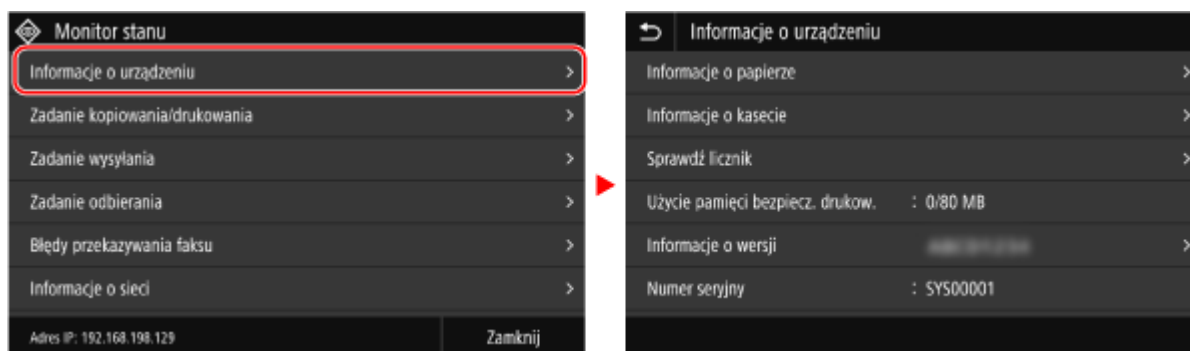 Monitor stanu
Informacje o urządzeniu
Zadanie kopiowania/drukowania
Zadanie wysyłania
Zadanie odbierania
Błędy przekazywania faksu
Informacje o sieci
Adres IP: 192.168.198.129
Zamknij
Informacje o urządzeniu
Informacje o papierze
Informacje o kasecie
Sprawdź licznik
Użycie pamięci bezpiecz. drukow. : 0/80 MB
Informacje o wersji
Numer seryjny : SYS00001